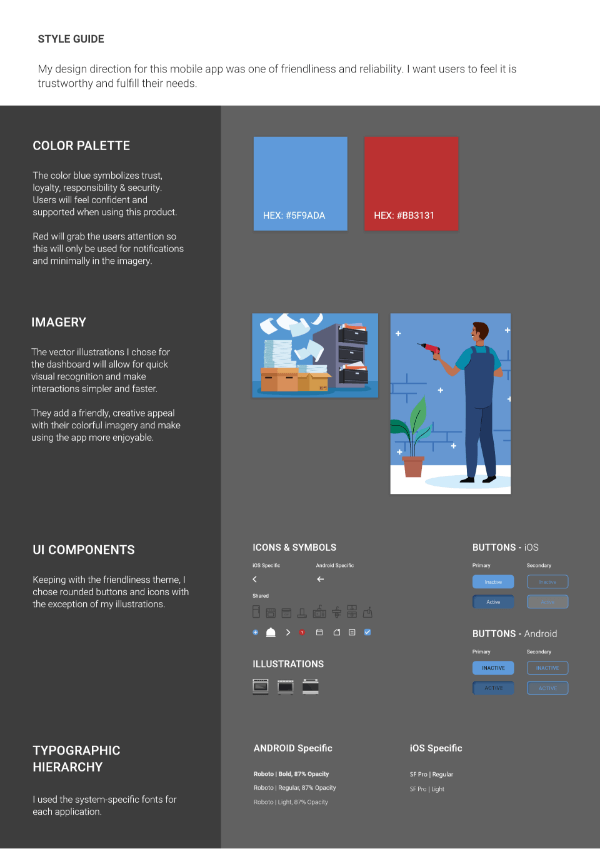 STYLE GUIDE
My design direction for this mobile app was one of friendliness and reliability. I want users to feel it is
trustworthy and fulfill their needs.
COLOR PALETTE
The color blue symbolizes trust,
loyalty, responsibility & security.
Users will feel confident and
supported when using this product.
Red will grab the users attention so
this will only be used for notifications
and minimally in the imagery.
HEX: #5F9ADA
HEX: #BB3131
IMAGERY
The vector illustrations I chose for
the dashboard will allow for quick
visual recognition and make
interactions simpler and faster.
They add a friendly, creative appeal
with their colorful imagery and make
using the app more enjoyable.
UI COMPONENTS
Keeping with the friendliness theme, I
chose rounded buttons and icons with
the exception of my illustrations.
ICONS & SYMBOLS
iOS Specific
Android Specific
Shared
ILLUSTRATIONS
BUTTONS - iOS
Primary
Secondary
Inactive
Inactive
Active
BUTTONS - Android
Primary
Secondary
INACTIVE
INACTIVE
ACTIVE
ACTIVE
TYPOGRAPHIC
HIERARCHY
I used the system-specific fonts for
each application.
ANDROID Specific
Roboto | Bold, 87% Opacity
Roboto | Regular, 87% Opacity
Roboto | Light, 87% Opacity
iOS Specific
SF Pro | Regular
SF Pro | Light